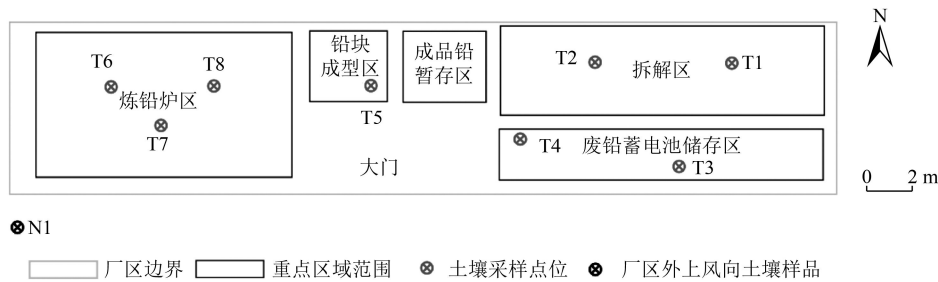 N
铅块
成型区
成品铅
暂存区
T6
T8
T2
拆解区
T1
炼铅炉区
T5
T7
T4
废铅蓄电池储存区
T3
大门
0 2 m
N1
厂区边界
重点区域范围
土壤采样点位
厂区外上风向土壤样品